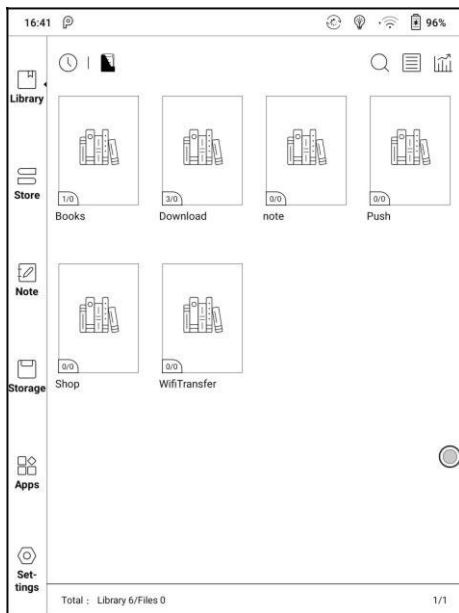 16:41
96%
Library
Store
Note
Storage
Apps
Set-
tings
1/0
3/0
0/0
0/0
Books
Download
note
Push
0/0
0/0
Shop
WifiTransfer
Total : Library 6/Files 0
1/1